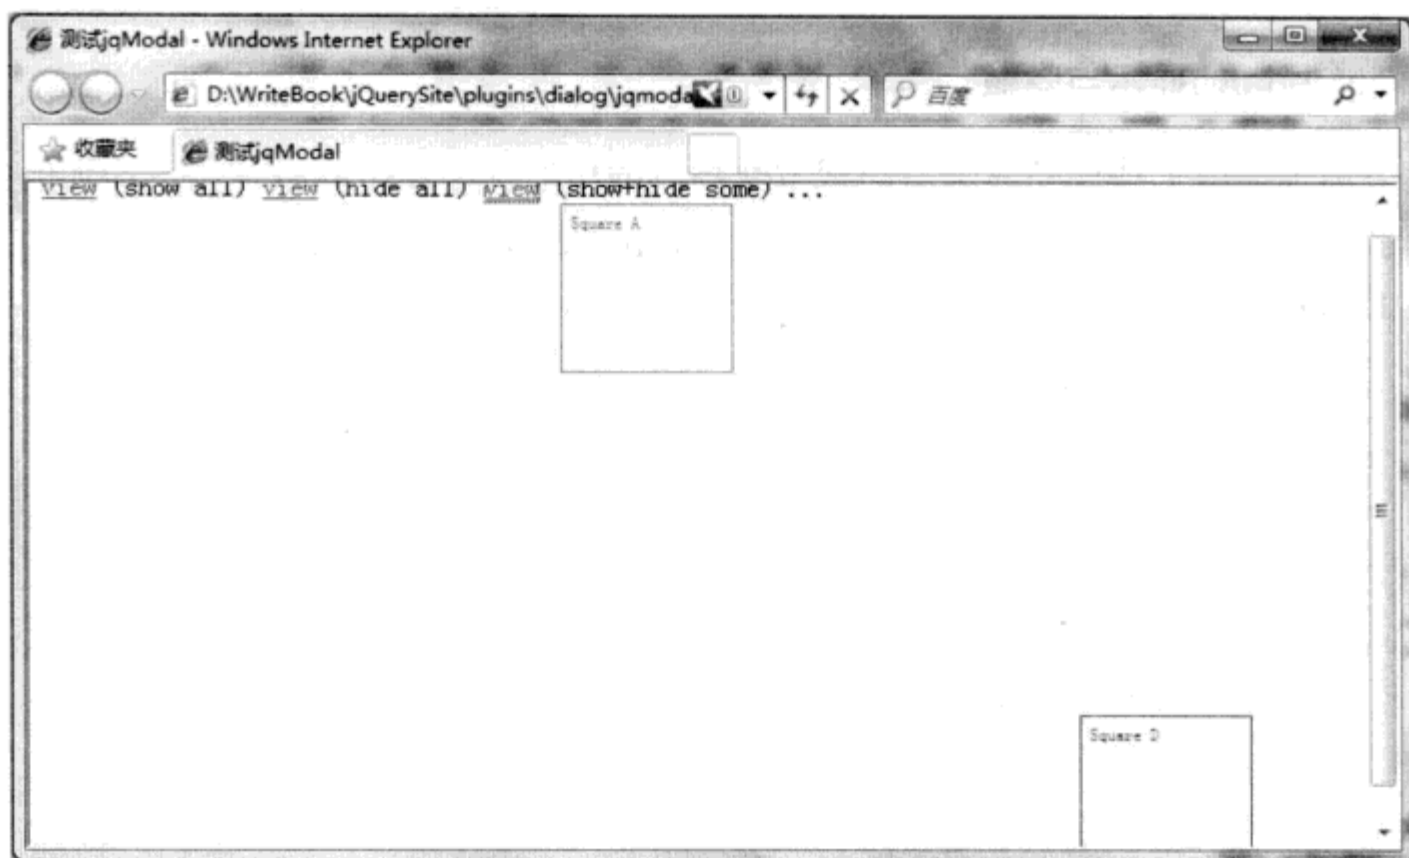 测试jqModal - Windows Internet Explorer
D:\WriteBook\jQuerySite\plugins\dialog\jqmoda
百度
收藏夹 测试jqModal
view (show all) view (hide all) view (show+hide some) ...
Square A
Square D